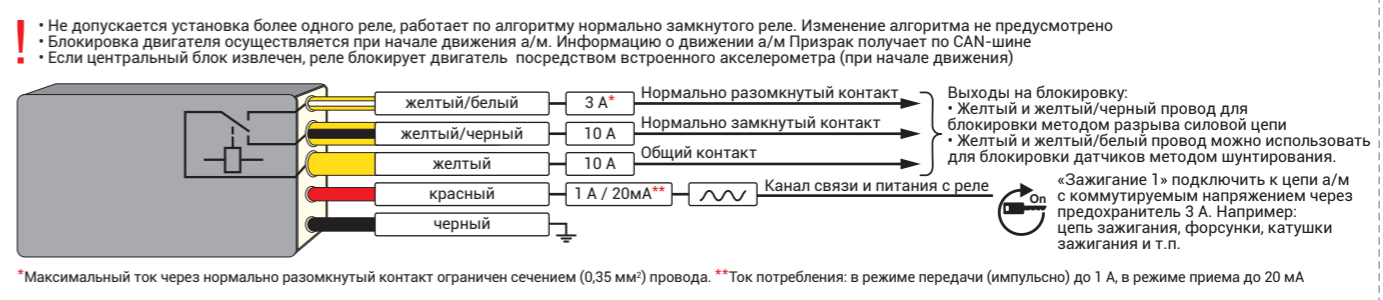 ! • Не допускается установка более одного реле, работает по алгоритму нормально замкнутого реле. Изменение алгоритма не предусмотрено
• Блокировка двигателя осуществляется при начале движения а/м. Информацию о движении а/м Призрак получает по CAN-шине
• Если центральный блок извлечен, реле блокирует двигатель посредством встроенного акселерометра (при начале движения)
желтый/белый
3 А*
Нормально разомкнутый контакт
желтый/черный
10 А
Нормально замкнутый контакт
желтый
10 А
Общий контакт
красный
1 А / 20мА**
Канал связи и питания с реле
черный
Выходы на блокировку:
• Желтый и желтый/черный провод для
блокировки методом разрыва силовой цепи
• Желтый и желтый/белый провод можно использовать
для блокировки датчиков методом шунтирования.
On
«Зажигание 1» подключить к цепи а/м
с коммутируемым напряжением через
предохранитель 3 А. Например:
цепь зажигания, форсунки, катушки
зажигания и т.п.
*Максимальный ток через нормально разомкнутый контакт ограничен сечением (0,35 мм²) провода. **Ток потребления: в режиме передачи (импульсно) до 1 А, в режиме приема до 20 мА